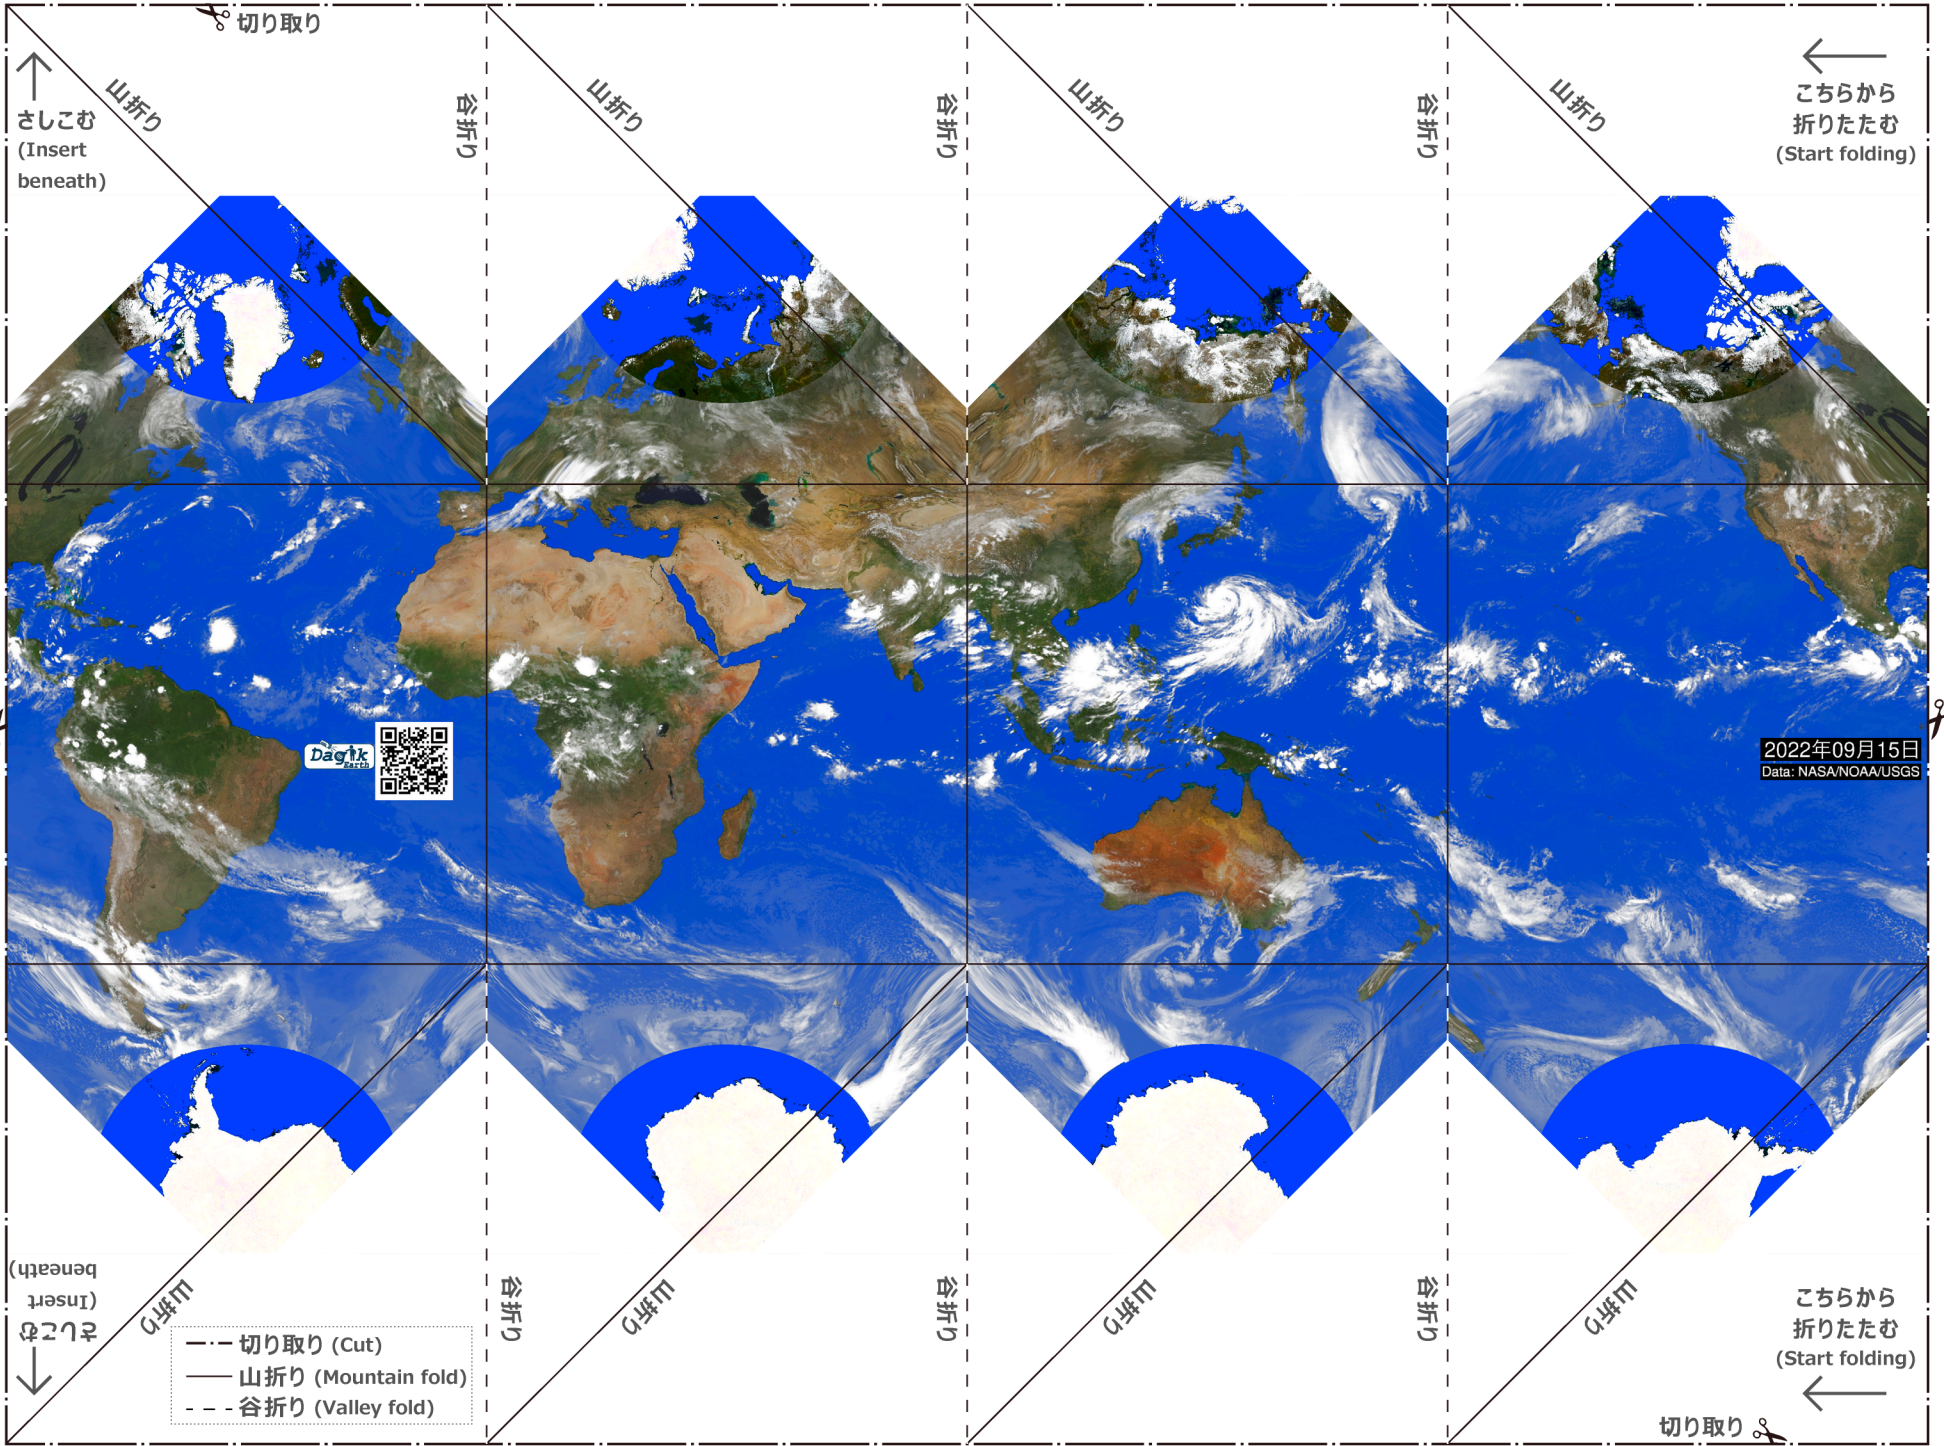 切り取り
山折り
谷折り
山折り
谷折り
山折り
谷折り
山折り
こちらから
折りたたむ
(Start folding)
さしこむ
(Insert
beneath)
Dagik
Earth
2022年09月15日
Data: NASA/NOAA/USGS
さしこむ
(Insert
beneath)
山折り
谷折り
山折り
谷折り
山折り
谷折り
山折り
こちらから
折りたたむ
(Start folding)
切り取り (Cut)
山折り (Mountain fold)
谷折り (Valley fold)
切り取り